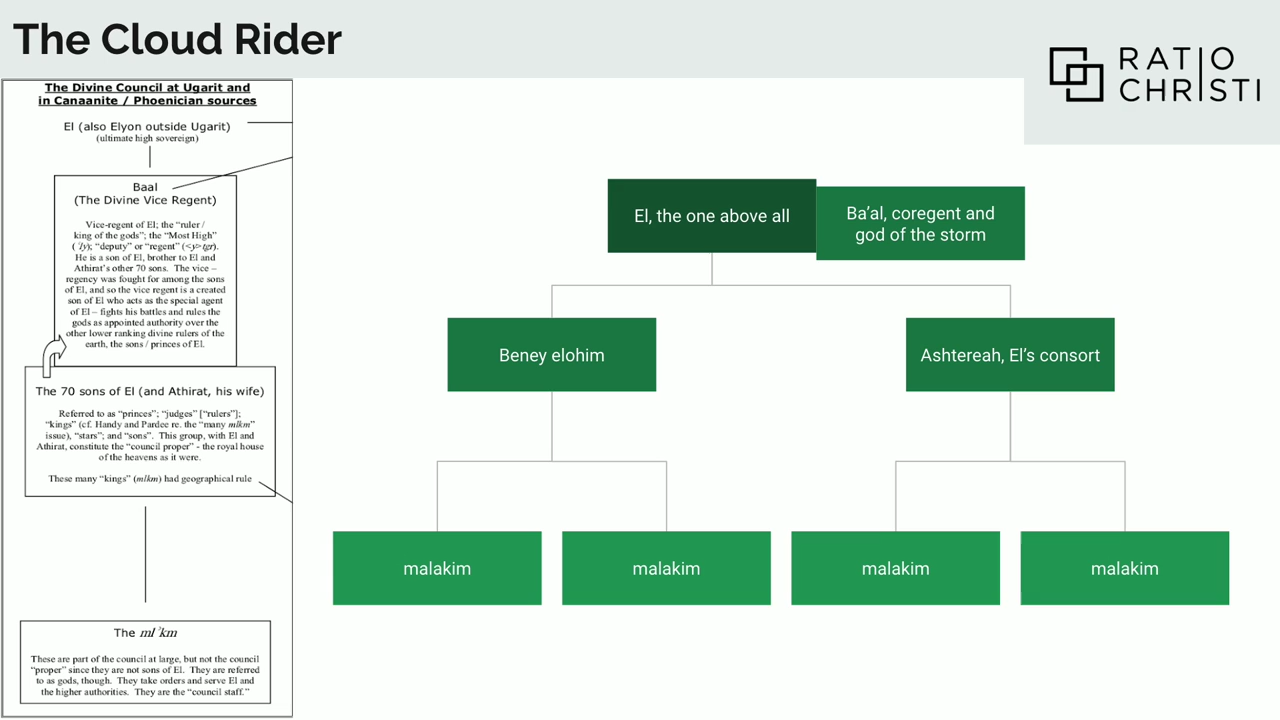 The Cloud Rider
RATIO
CHRISTI
The Divine Council at Ugarit and
in Canaanite / Phoenician sources
El (also Elyon outside Ugarit)
(ultimate high sovereign)
Baal
(The Divine Vice Regent)
Vice-regent of El; the “ruler /
king of the gods”; the “Most High”
“deputy” or “regent”
He is a son of El, brother to El and
Athirat’s other 70 sons. The vice –
regency was fought for among the sons
of El, and so the vice regent is a created
son of El who acts as the special agent
of El – fights his battles and rules the
gods as appointed authority over the
other lower ranking divine rulers of the
earth, the sons / princes of El.
The 70 sons of El (and Athirat, his wife)
Referred to as “princes”; “judges” [“rulers”];
“kings” (cf. Handy and Pardee re. the “many mlkm”
issue), “stars”; and “sons”. This group, with El and
Athirat, constitute the “council proper” - the royal house
of the heavens as it were.
These many “kings” (mlkm) had geographical rule
The mlʾkm
These are part of the council at large, but not the council
“proper” since they are not sons of El. They are referred
to as gods, though. They take orders and serve El and
the higher authorities. They are the “council staff.”
El, the one above all
Ba’al, coregent and
god of the storm
Beney elohim
Ashtereah, El’s consort
malakim
malakim
malakim
malakim